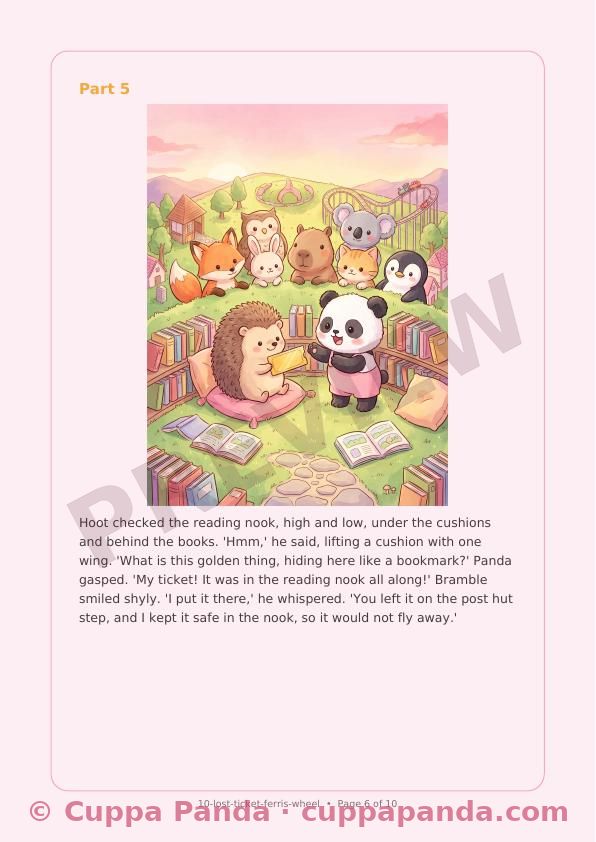 Part 5
PREVIEW
Hoot checked the reading nook, high and low, under the cushions
and behind the books. 'Hmm,' he said, lifting a cushion with one
wing. 'What is this golden thing, hiding here like a bookmark?' Panda
gasped. 'My ticket! It was in the reading nook all along!' Bramble
smiled shyly. 'I put it there,' he whispered. 'You left it on the post hut
step, and I kept it safe in the nook, so it would not fly away.'
10-lost-ticket-ferris-wheel • Page 6 of 10
© Cuppa Panda · cuppapanda.com